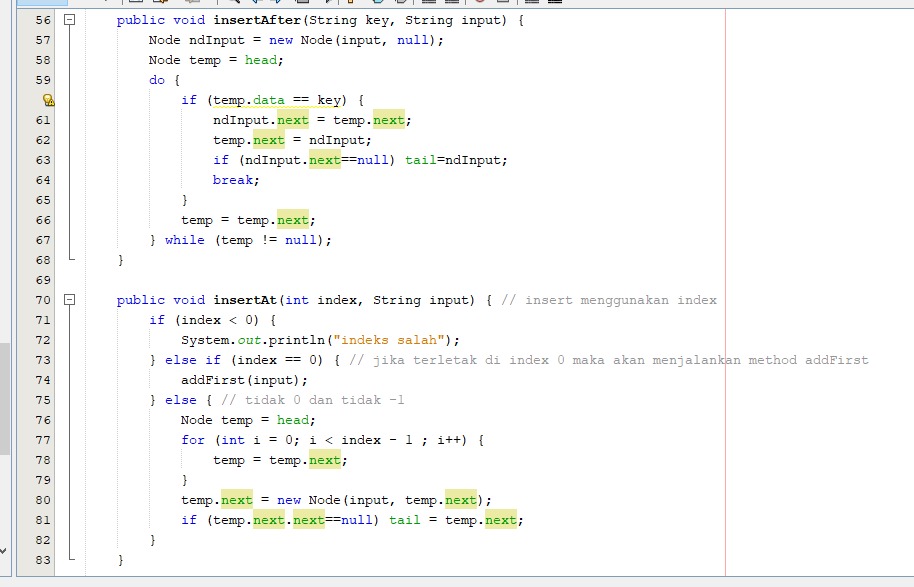 56 public void insertAfter(String key, String input) {
57 Node ndInput = new Node(input, null);
58 Node temp = head;
59 do {
if (temp.data == key) {
61 ndInput.next = temp.next;
62 temp.next = ndInput;
63 if (ndInput.next==null) tail=ndInput;
64 break;
65 }
66 temp = temp.next;
67 } while (temp != null);
68 }
69
70 public void insertAt(int index, String input) { // insert menggunakan index
71 if (index < 0) {
72 System.out.println("indeks salah");
73 } else if (index == 0) { // jika terletak di index 0 maka akan menjalankan method addFirst
74 addFirst(input);
75 } else { // tidak 0 dan tidak -1
76 Node temp = head;
77 for (int i = 0; i < index - 1 ; i++) {
78 temp = temp.next;
79 }
80 temp.next = new Node(input, temp.next);
81 if (temp.next.next==null) tail = temp.next;
82 }
83 }